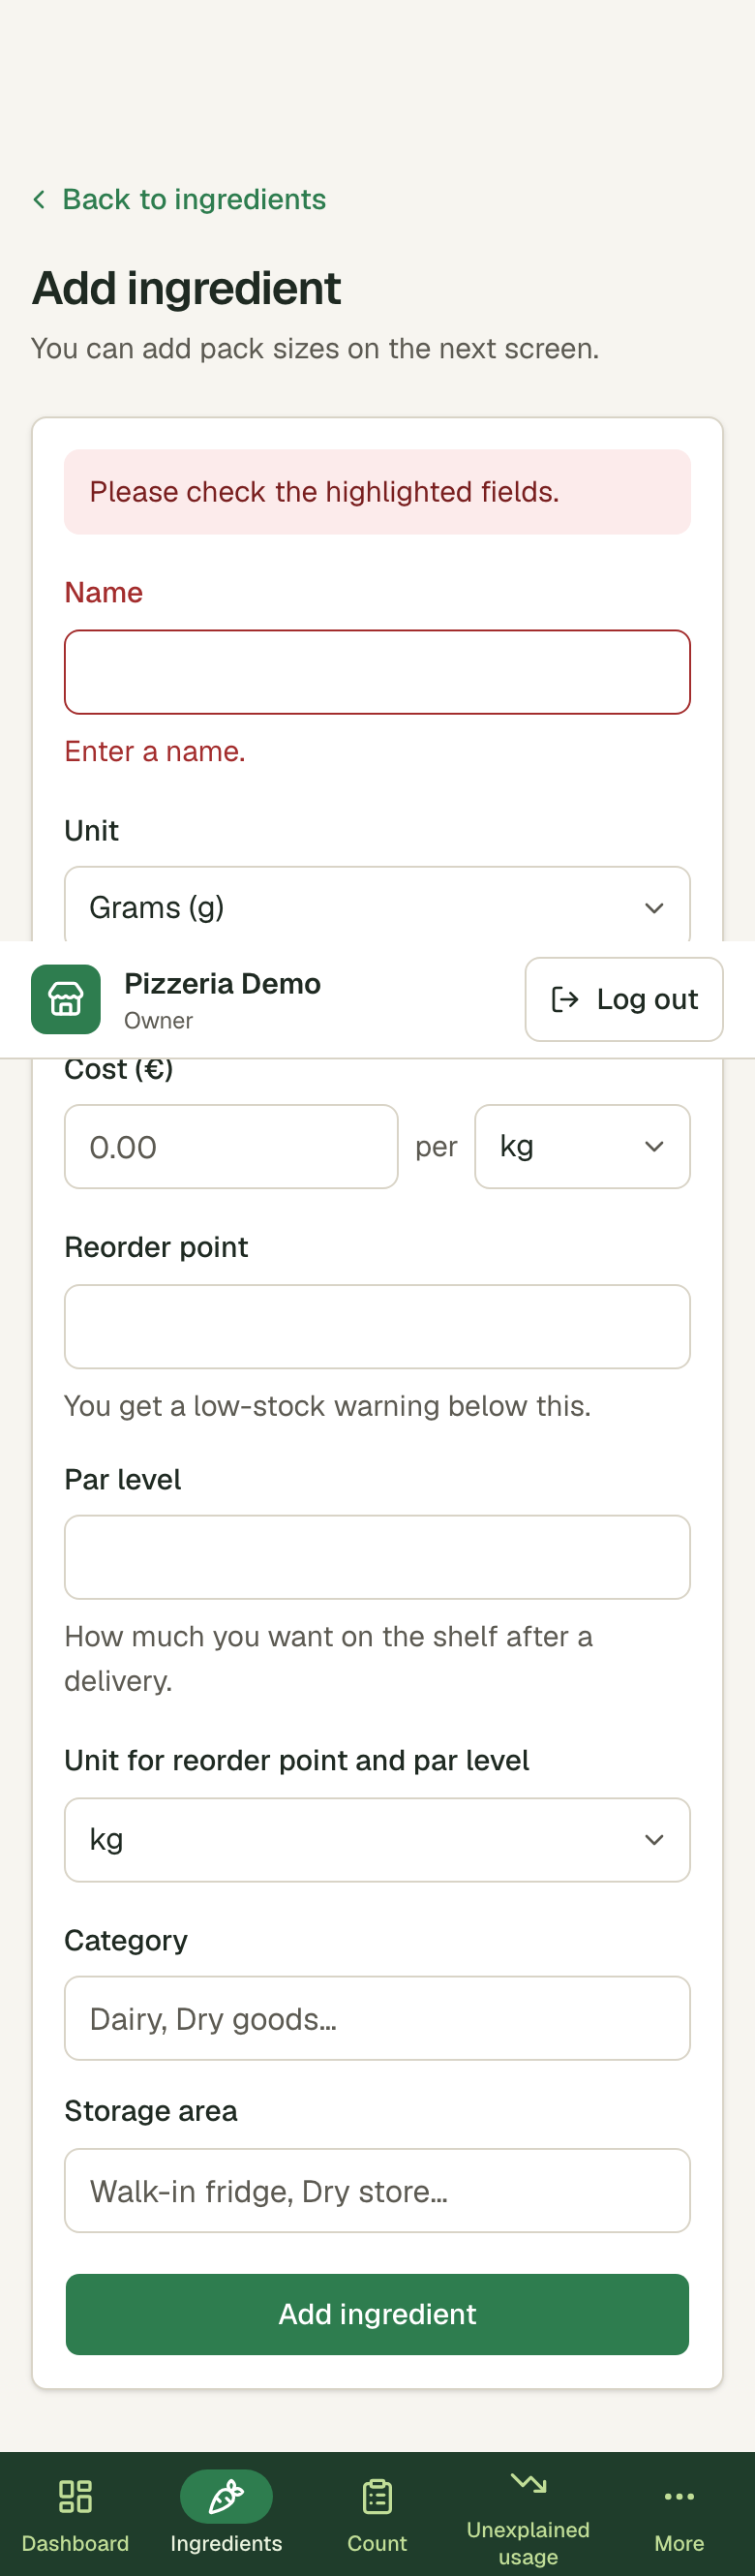 Back to ingredients
Add ingredient
You can add pack sizes on the next screen.
Please check the highlighted fields.
Name
Enter a name.
Unit
Grams (g)
Pizzeria Demo
Owner
Log out
Cost (€)
0.00 per kg
Reorder point
You get a low-stock warning below this.
Par level
How much you want on the shelf after a
delivery.
Unit for reorder point and par level
kg
Category
Dairy, Dry goods...
Storage area
Walk-in fridge, Dry store...
Add ingredient
Dashboard
Ingredients
Count
Unexplained
usage
More